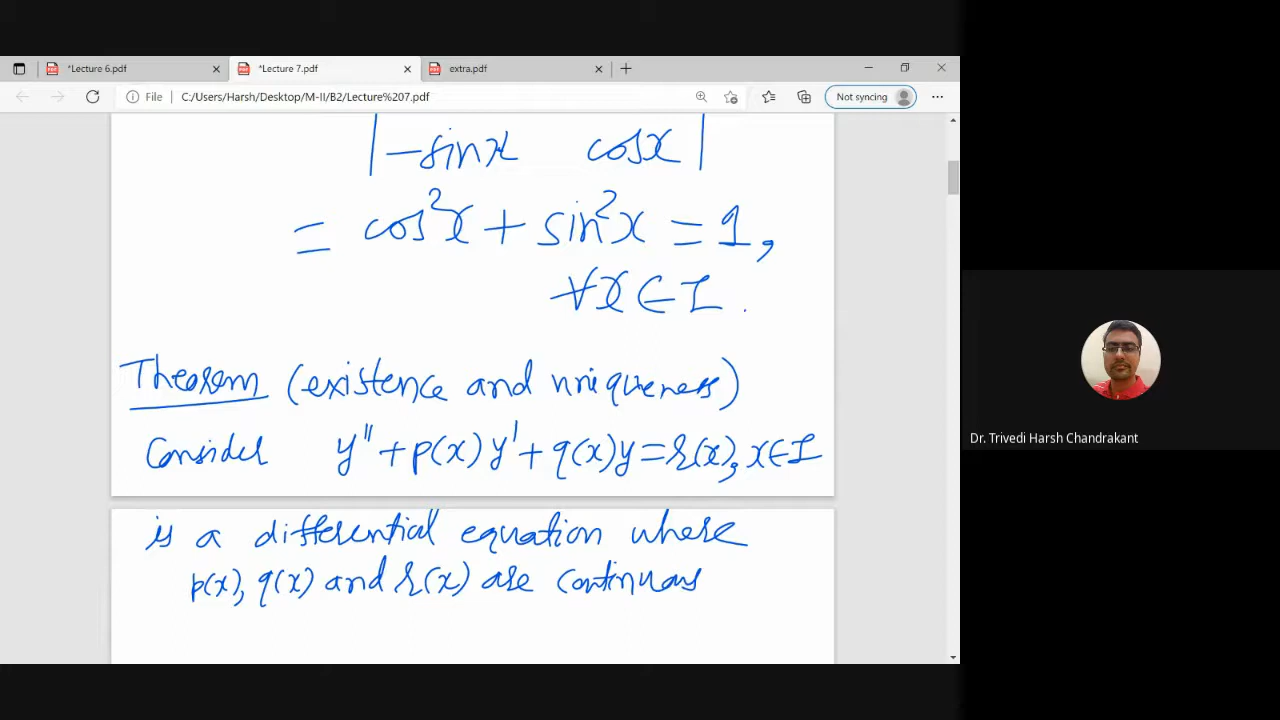 *Lecture 6.pdf
*Lecture 7.pdf
extra.pdf
File
C:/Users/Harsh/Desktop/M-II/B2/Lecture%207.pdf
Not syncing
|-sinx cosx|
= cos²x + sin²x = 1,
∀x∈I.
Theorem (existence and uniqueness)
Consider y'' + p(x)y' + q(x)y = r(x), x∈I
is a differential equation where
p(x), q(x) and r(x) are continuous
Dr. Trivedi Harsh Chandrakant